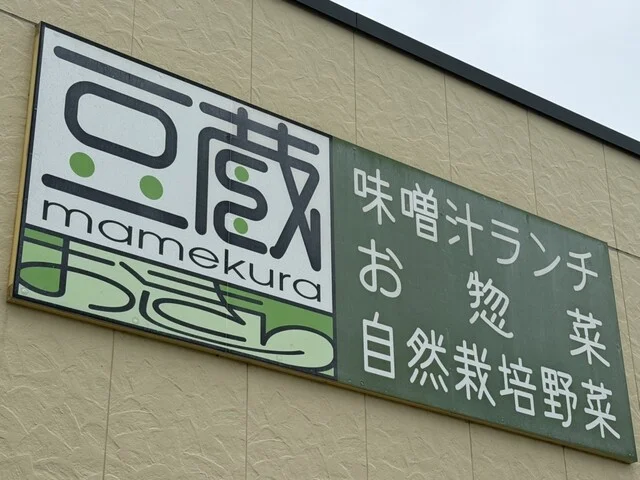 豆蔵
mamekura
味噌汁ランチ
お惣菜
自然栽培野菜